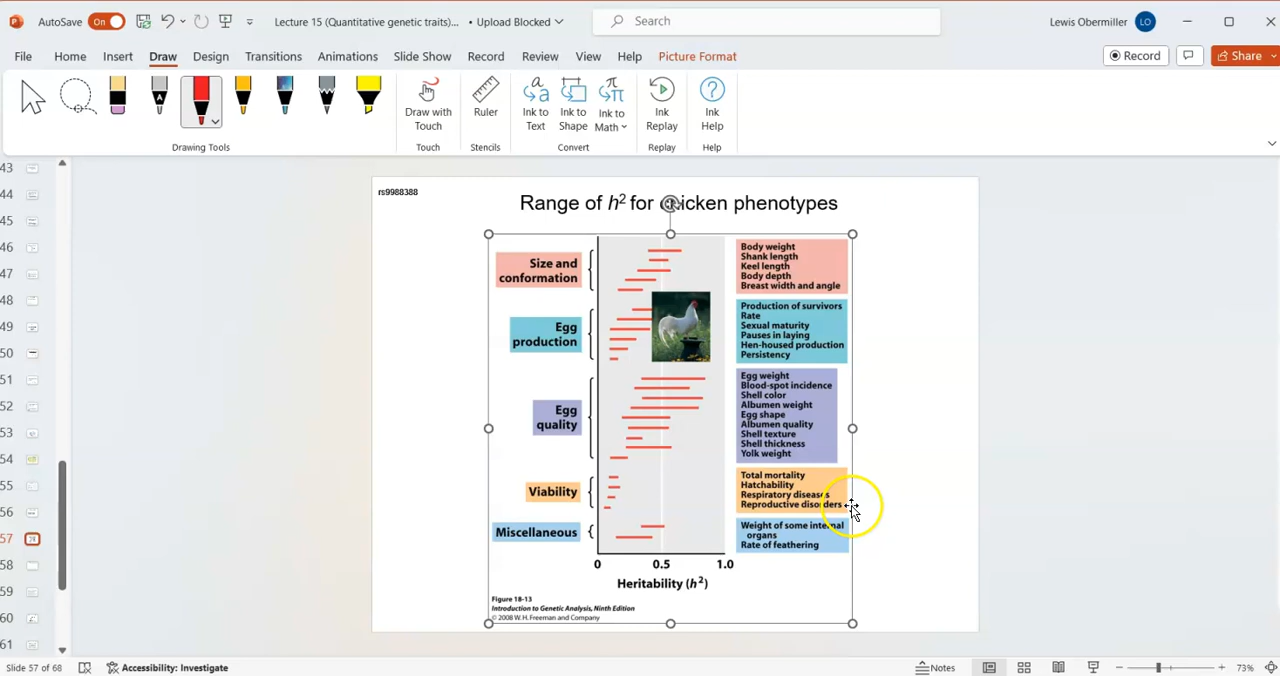 AutoSave On Lecture 15 (Quantitative genetic traits)... • Upload Blocked Search Lewis Obermiller LO
File Home Insert Draw Design Transitions Animations Slide Show Record Review View Help Picture Format Record Share
Draw with Touch
Ruler
Ink to Text
Ink to Shape
Ink to Math
Ink Replay
Ink Help
Drawing Tools Touch Stencils Convert Replay Help
43
44
45
46
47
48
49
50
51
52
53
54
55
56
57
58
59
60
61
rs9988388
Range of h² for chicken phenotypes
Size and
conformation
Body weight
Shank length
Keel length
Body depth
Breast width and angle
Egg
production
Production of survivors
Rate
Sexual maturity
Pauses in laying
Hen-housed production
Persistency
Egg
quality
Egg weight
Blood-spot incidence
Shell color
Albumen weight
Egg shape
Albumen quality
Shell texture
Shell thickness
Yolk weight
Viability
Total mortality
Hatchability
Respiratory diseases
Reproductive disorders
Miscellaneous
Weight of some internal
organs
Rate of feathering
0 0.5 1.0
Heritability (h²)
Figure 18-13
Introduction to Genetic Analysis, Ninth Edition
© 2008 W. H. Freeman and Company
Slide 57 of 68 Accessibility: Investigate Notes 73%